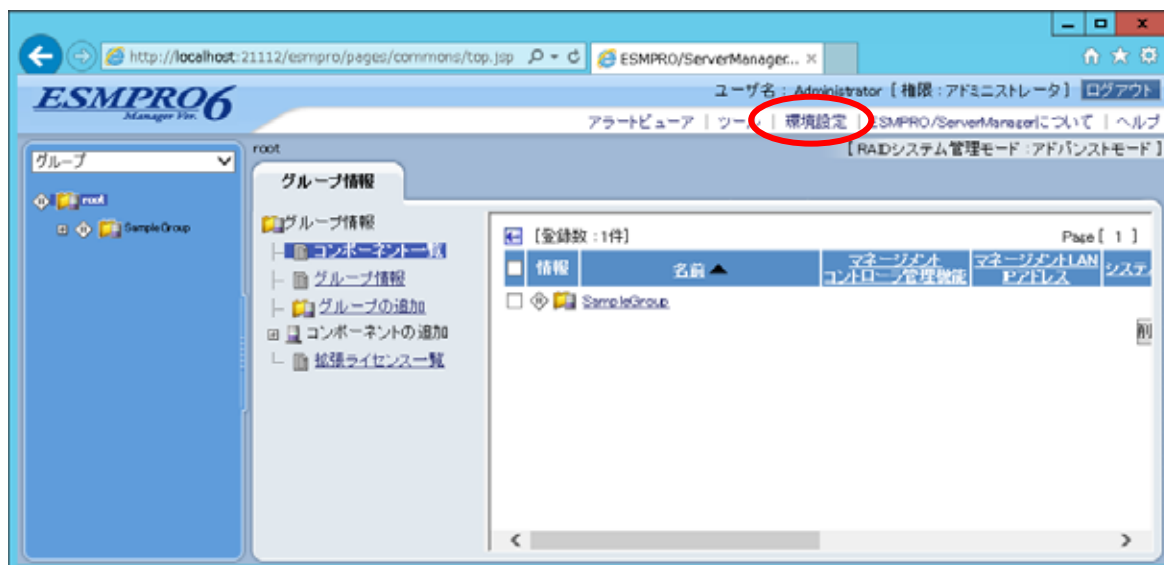 http://localhost:21112/esmpro/pages/commons/top.jsp
ESMPRO/ServerManager...
ESMPRO6
Manager Ver.
ユーザ名 : Administrator [ 権限 : アドミニストレータ ] ログアウト
アラートビューア | ツール | 環境設定 | ESMPRO/ServerManagerについて | ヘルプ
[ RAIDシステム管理モード : アドバンストモード ]
グループ
root
SampleGroup
root
グループ情報
グループ情報
コンポーネント一覧
グループ情報
グループの追加
コンポーネントの追加
拡張ライセンス一覧
[登録数 : 1件] Page [ 1 ]
情報 名前▲ マネージメントコントローラ管理機能 マネージメントLAN IPアドレス システ
SampleGroup
削